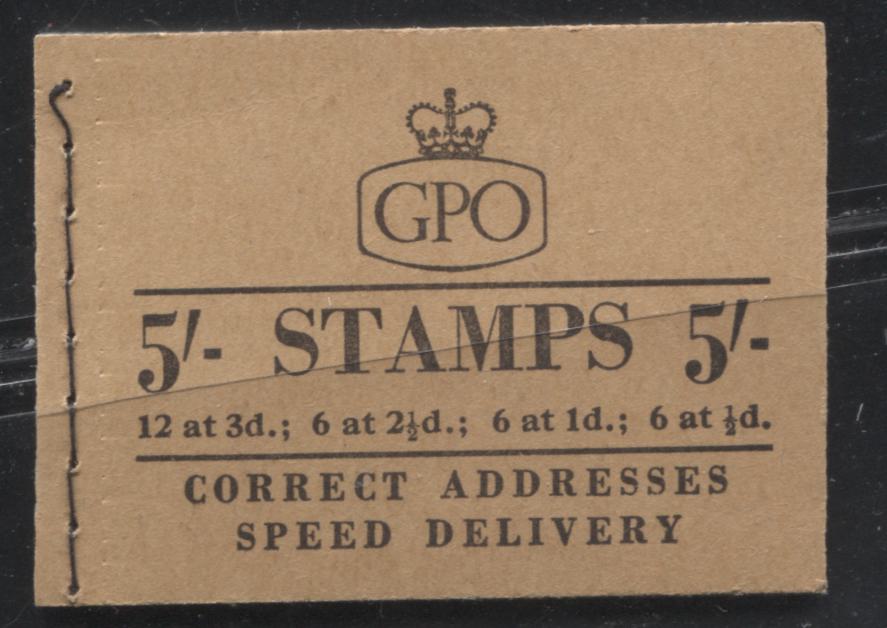 GPO
5/- STAMPS 5/-
12 at 3d.; 6 at 2½d.; 6 at 1d.; 6 at ½d.
CORRECT ADDRESSES
SPEED DELIVERY